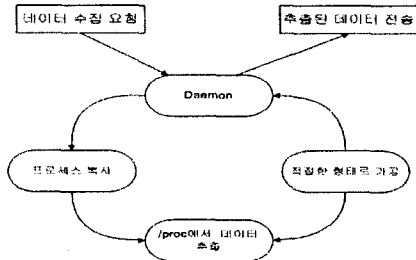 데이터 수집 요청
추출된 데이터 전송
Daemon
프로세스 복사
적절한 형태로 가공
/proc에서 데이터
추출